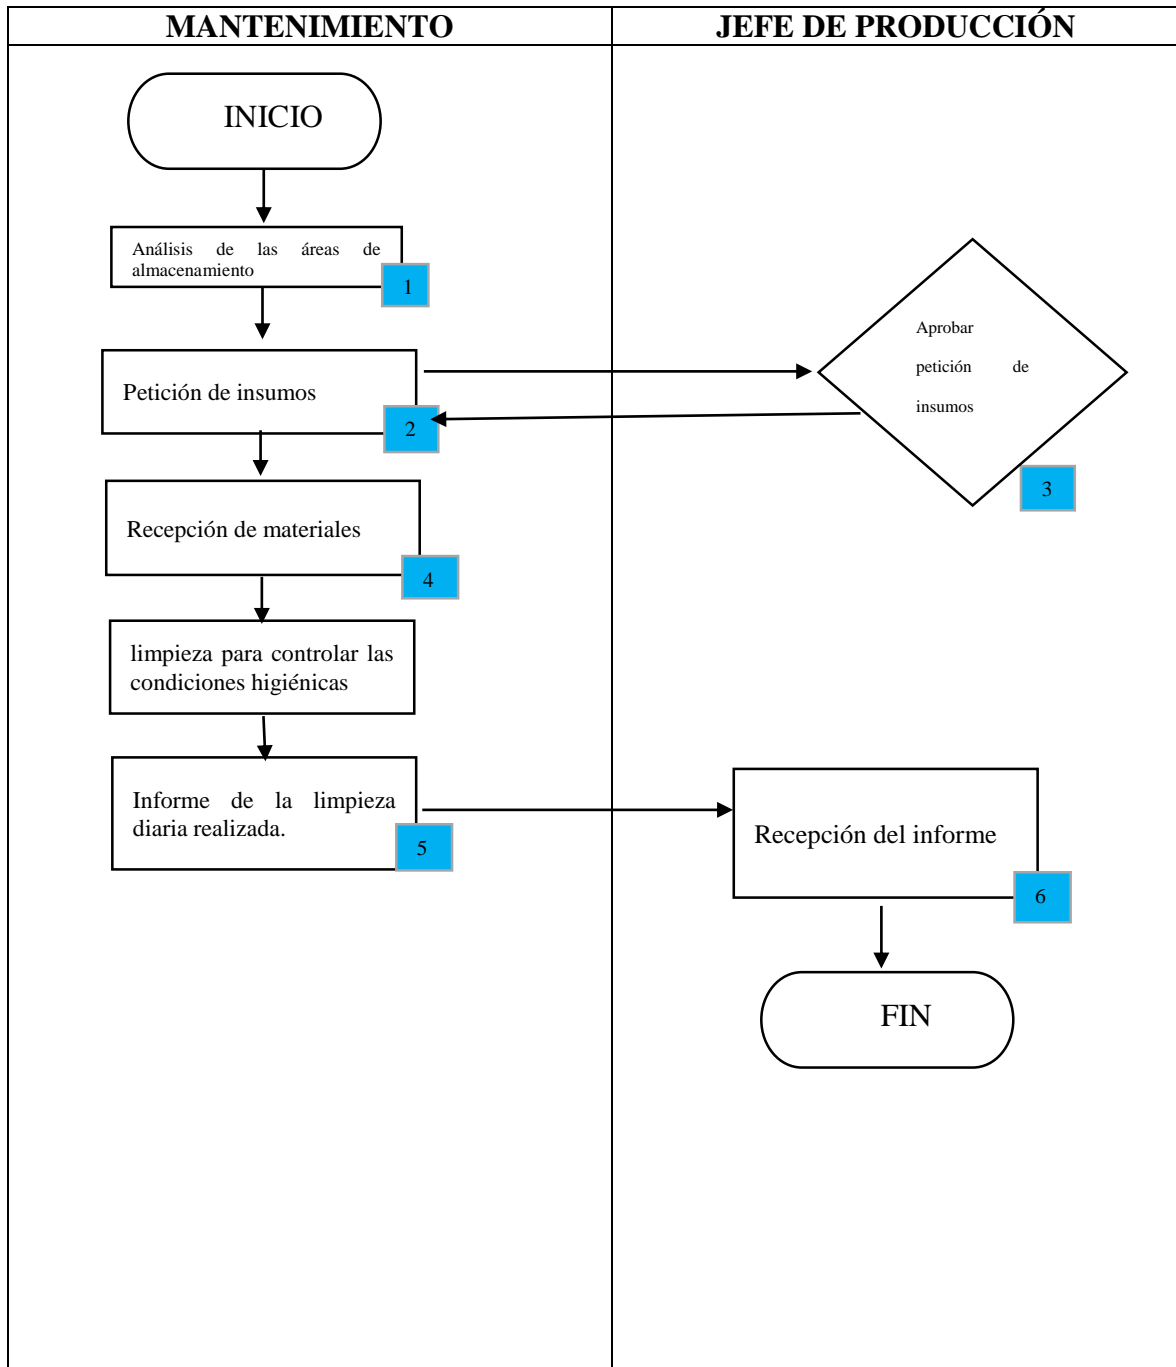 MANTENIMIENTO
JEFE DE PRODUCCIÓN
INICIO
Análisis de las áreas de
almacenamiento
1
Petición de insumos
2
Aprobar
petición de
insumos
3
Recepción de materiales
4
limpieza para controlar las
condiciones higiénicas
Informe de la limpieza
diaria realizada.
5
Recepción del informe
6
FIN